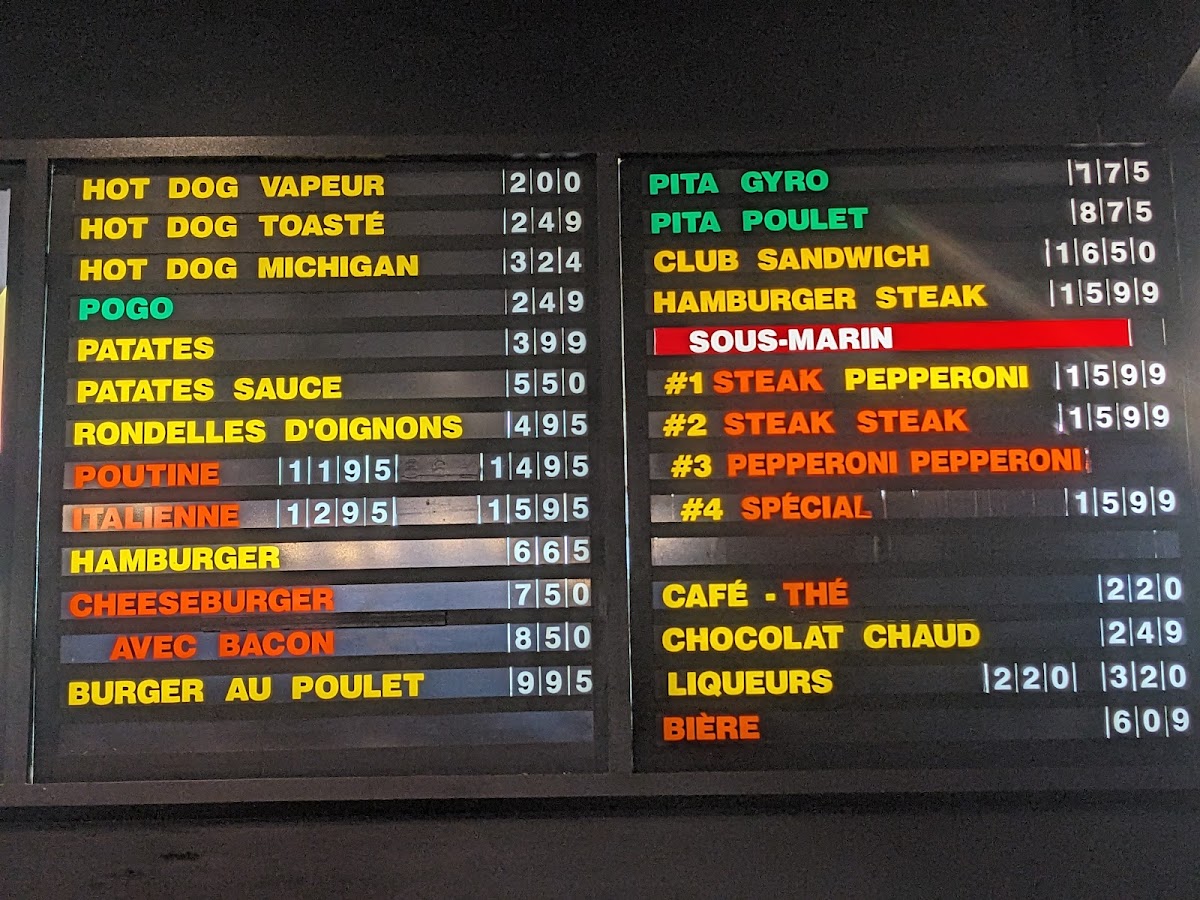 HOT DOG VAPEUR 200
HOT DOG TOASTÉ 249
HOT DOG MICHIGAN 324
POGO 249
PATATES 399
PATATES SAUCE 550
RONDELLES D'OIGNONS 495
POUTINE 1195 1495
ITALIENNE 1295 1595
HAMBURGER 665
CHEESEBURGER 750
AVEC BACON 850
BURGER AU POULET 995
PITA GYRO 775
PITA POULET 875
CLUB SANDWICH 1650
HAMBURGER STEAK 1599
SOUS-MARIN
#1 STEAK PEPPERONI 1599
#2 STEAK STEAK 1599
#3 PEPPERONI PEPPERONI
#4 SPÉCIAL 1599
CAFÉ - THÉ 220
CHOCOLAT CHAUD 249
LIQUEURS 220 320
BIÈRE 609